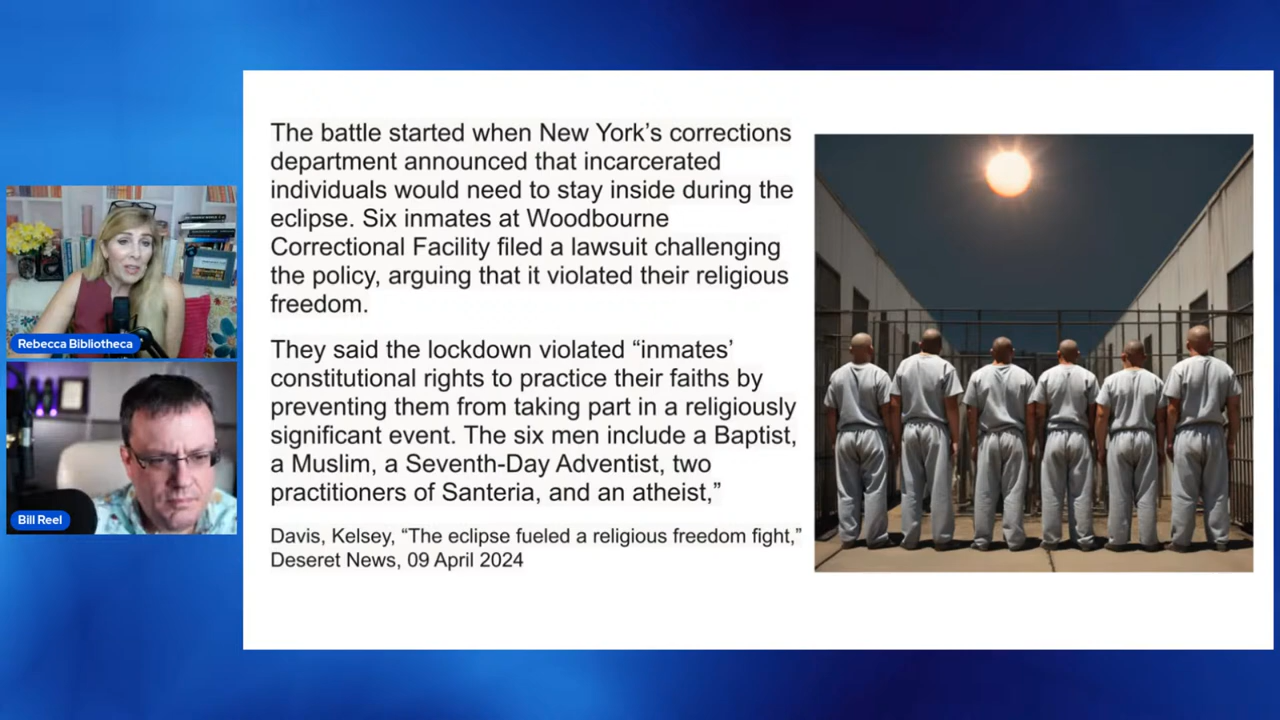 The battle started when New York’s corrections
department announced that incarcerated
individuals would need to stay inside during the
eclipse. Six inmates at Woodbourne
Correctional Facility filed a lawsuit challenging
the policy, arguing that it violated their religious
freedom.
They said the lockdown violated “inmates’
constitutional rights to practice their faiths by
preventing them from taking part in a religiously
significant event. The six men include a Baptist,
a Muslim, a Seventh-Day Adventist, two
practitioners of Santeria, and an atheist,”
Davis, Kelsey, “The eclipse fueled a religious freedom fight,”
Deseret News, 09 April 2024
Rebecca Bibliotheca
Bill Reel